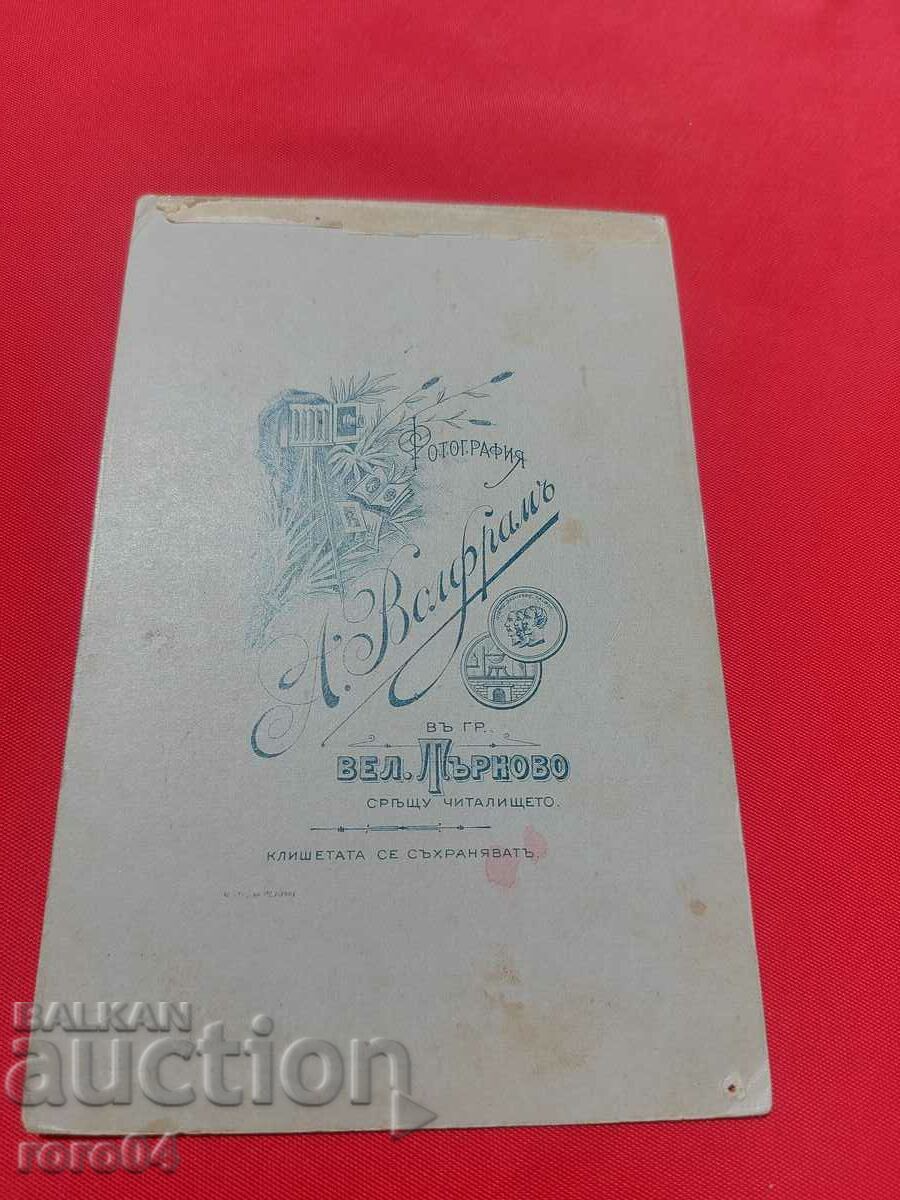 Фотография
А. Волфрамъ
ВЪ ГР.
ВЕЛ. ТЪРНОВО
СРѢЩУ ЧИТАЛИЩЕТО.
КЛИШЕТАТА СЕ СЪХРАНЯВАТЪ.
BALKAN
auction
roro04